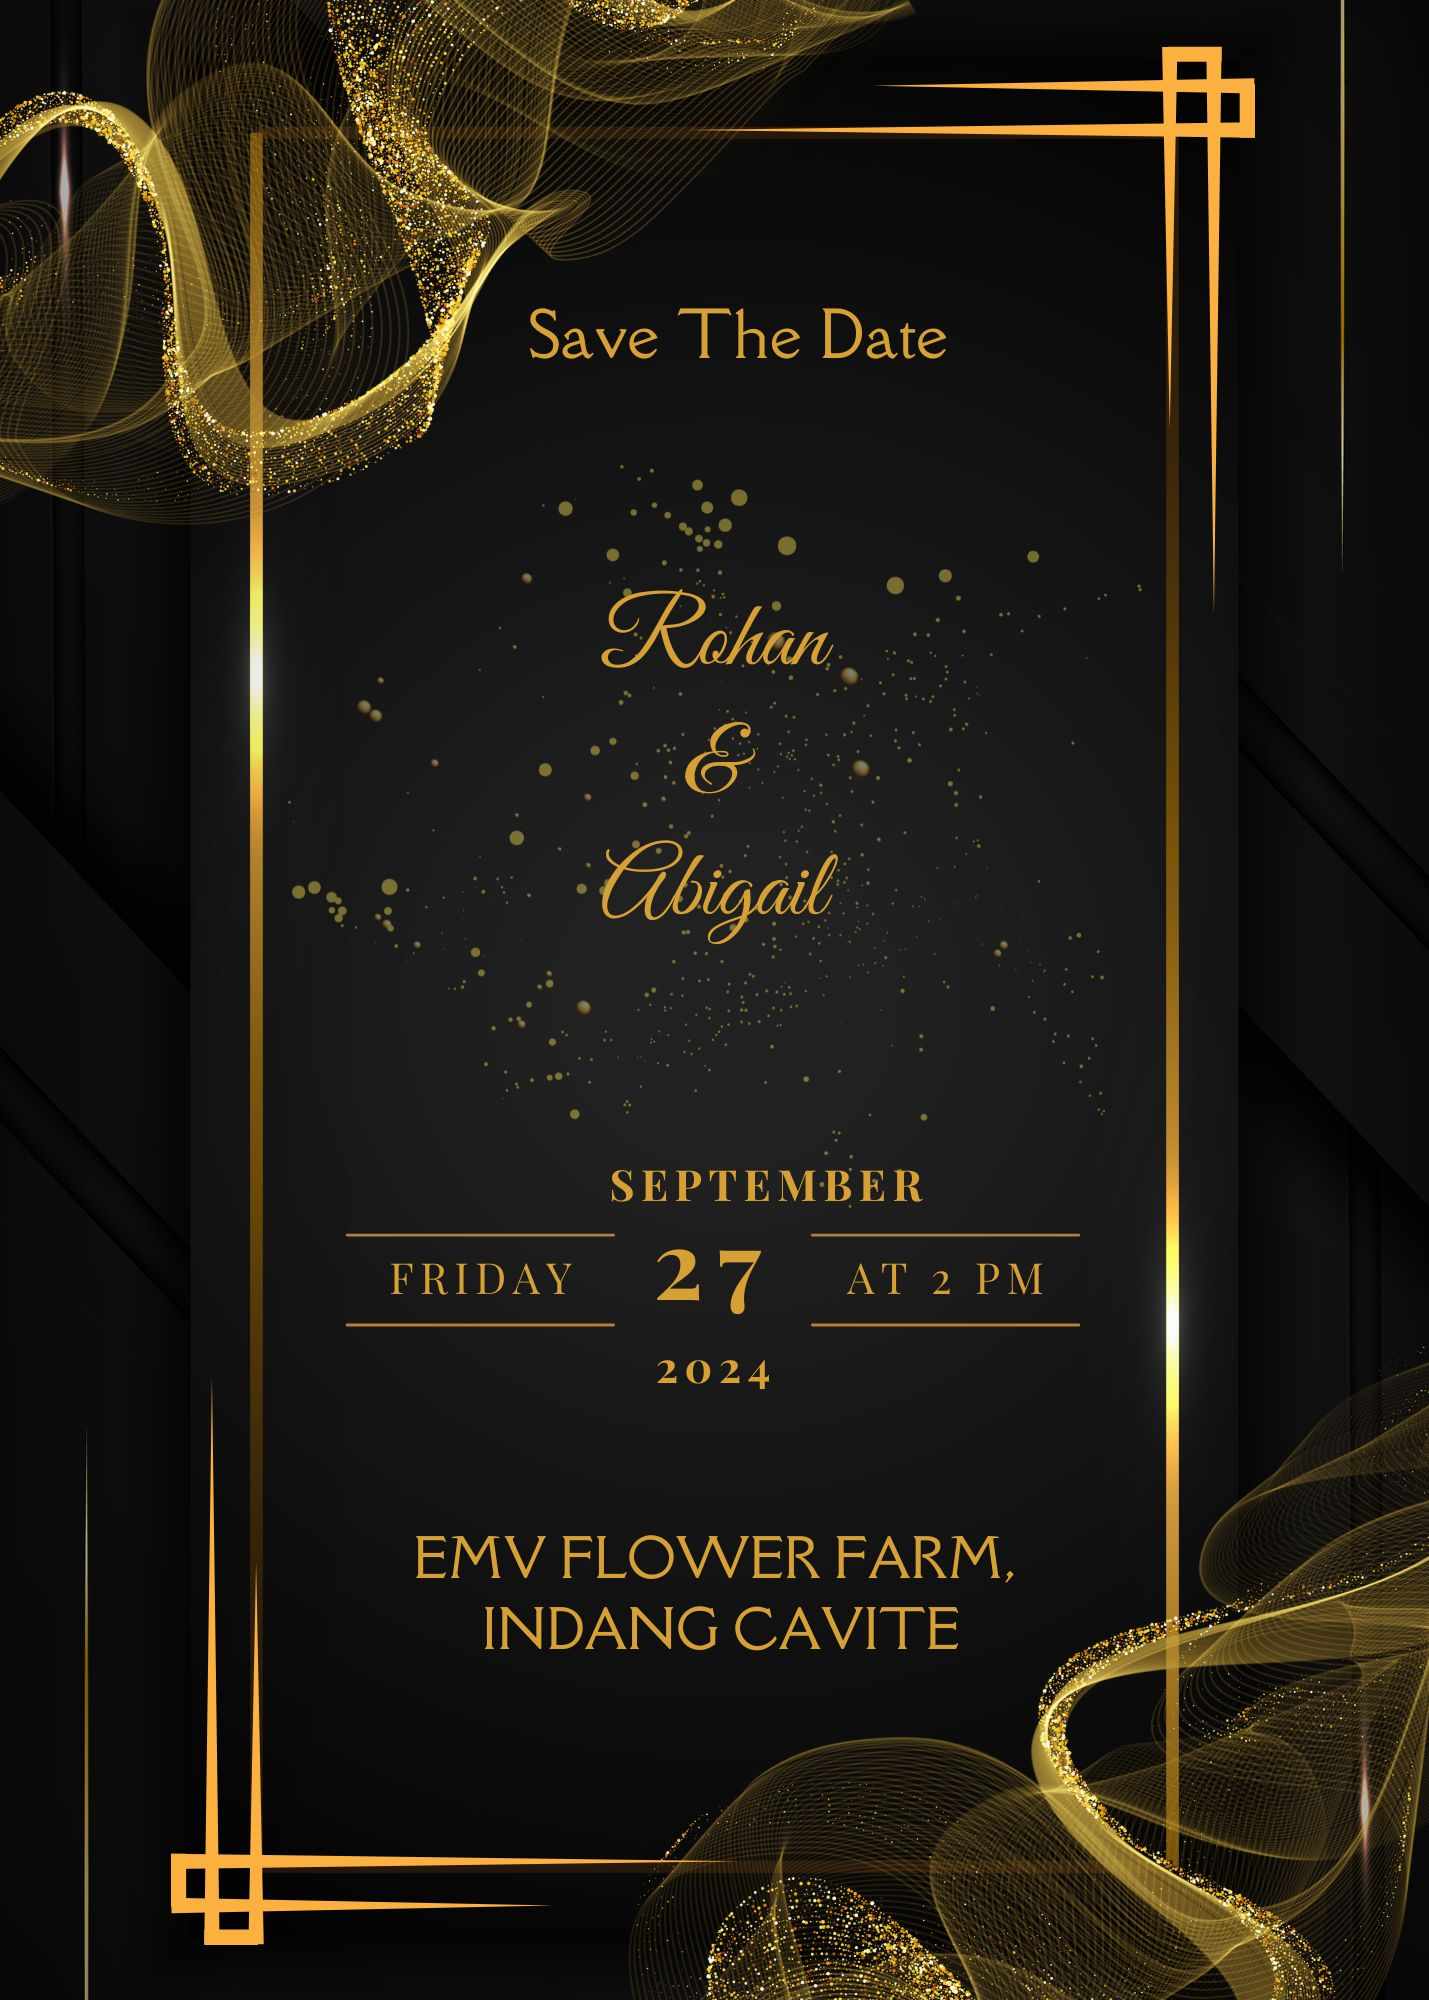 Save The Date
Rohan
&
Abigail
SEPTEMBER
FRIDAY 27 AT 2 PM
2024
EMV FLOWER FARM,
INDANG CAVITE